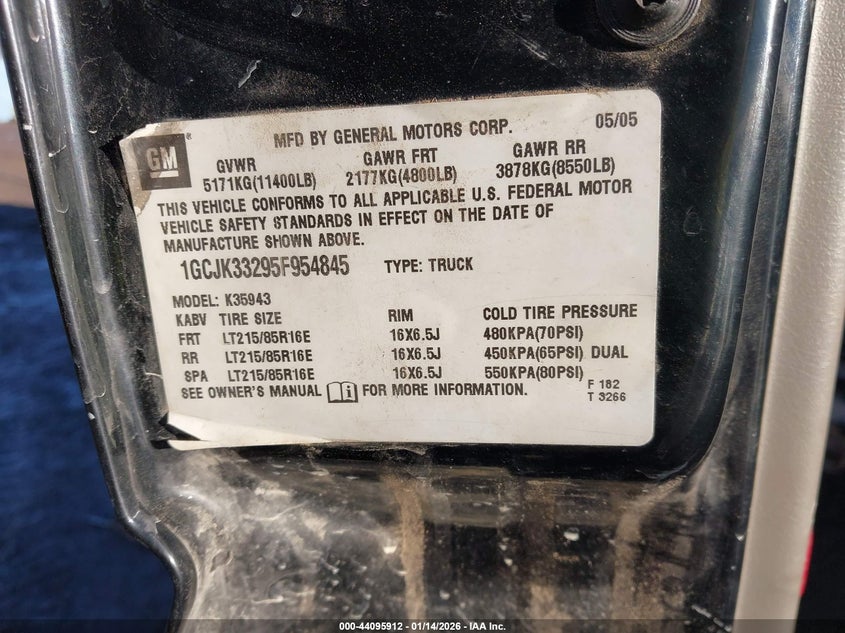 MFD BY GENERAL MOTORS CORP. 05/05
GM ®
GVWR GAWR FRT GAWR RR
5171KG(11400LB) 2177KG(4800LB) 3878KG(8550LB)
THIS VEHICLE CONFORMS TO ALL APPLICABLE U.S. FEDERAL MOTOR
VEHICLE SAFETY STANDARDS IN EFFECT ON THE DATE OF
MANUFACTURE SHOWN ABOVE.
1GCJK33295F954845 TYPE: TRUCK
MODEL: K35943
KABV TIRE SIZE RIM COLD TIRE PRESSURE
FRT LT215/85R16E 16X6.5J 480KPA(70PSI)
RR LT215/85R16E 16X6.5J 450KPA(65PSI) DUAL
SPA LT215/85R16E 16X6.5J 550KPA(80PSI)
SEE OWNER'S MANUAL i FOR MORE INFORMATION.
F 182
T 3266
000-44095912 - 01/14/2026 - IAA Inc.